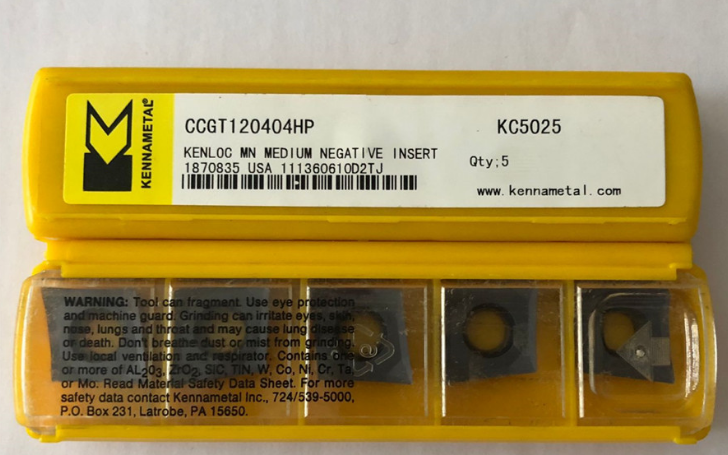 KENNAMETAL®
CCGT120404HP
KC5025
KENLOC MN MEDIUM NEGATIVE INSERT
Qty;5
1870835 USA 111360610D2TJ
www.kennametal.com
WARNING: Tool can fragment. Use eye protection
and machine guard. Grinding can irritate eyes, skin,
nose, lungs and throat and may cause lung disease
or death. Don't breathe dust or mist from grinding.
Use local ventilation and respirator. Contains one
or more of AL2O3, ZrO2, SiC, TiN, W, Co, Ni, Cr, Ta,
or Mo. Read Material Safety Data Sheet. For more
safety data contact Kennametal Inc., 724/539-5000,
P.O. Box 231, Latrobe, PA 15650.